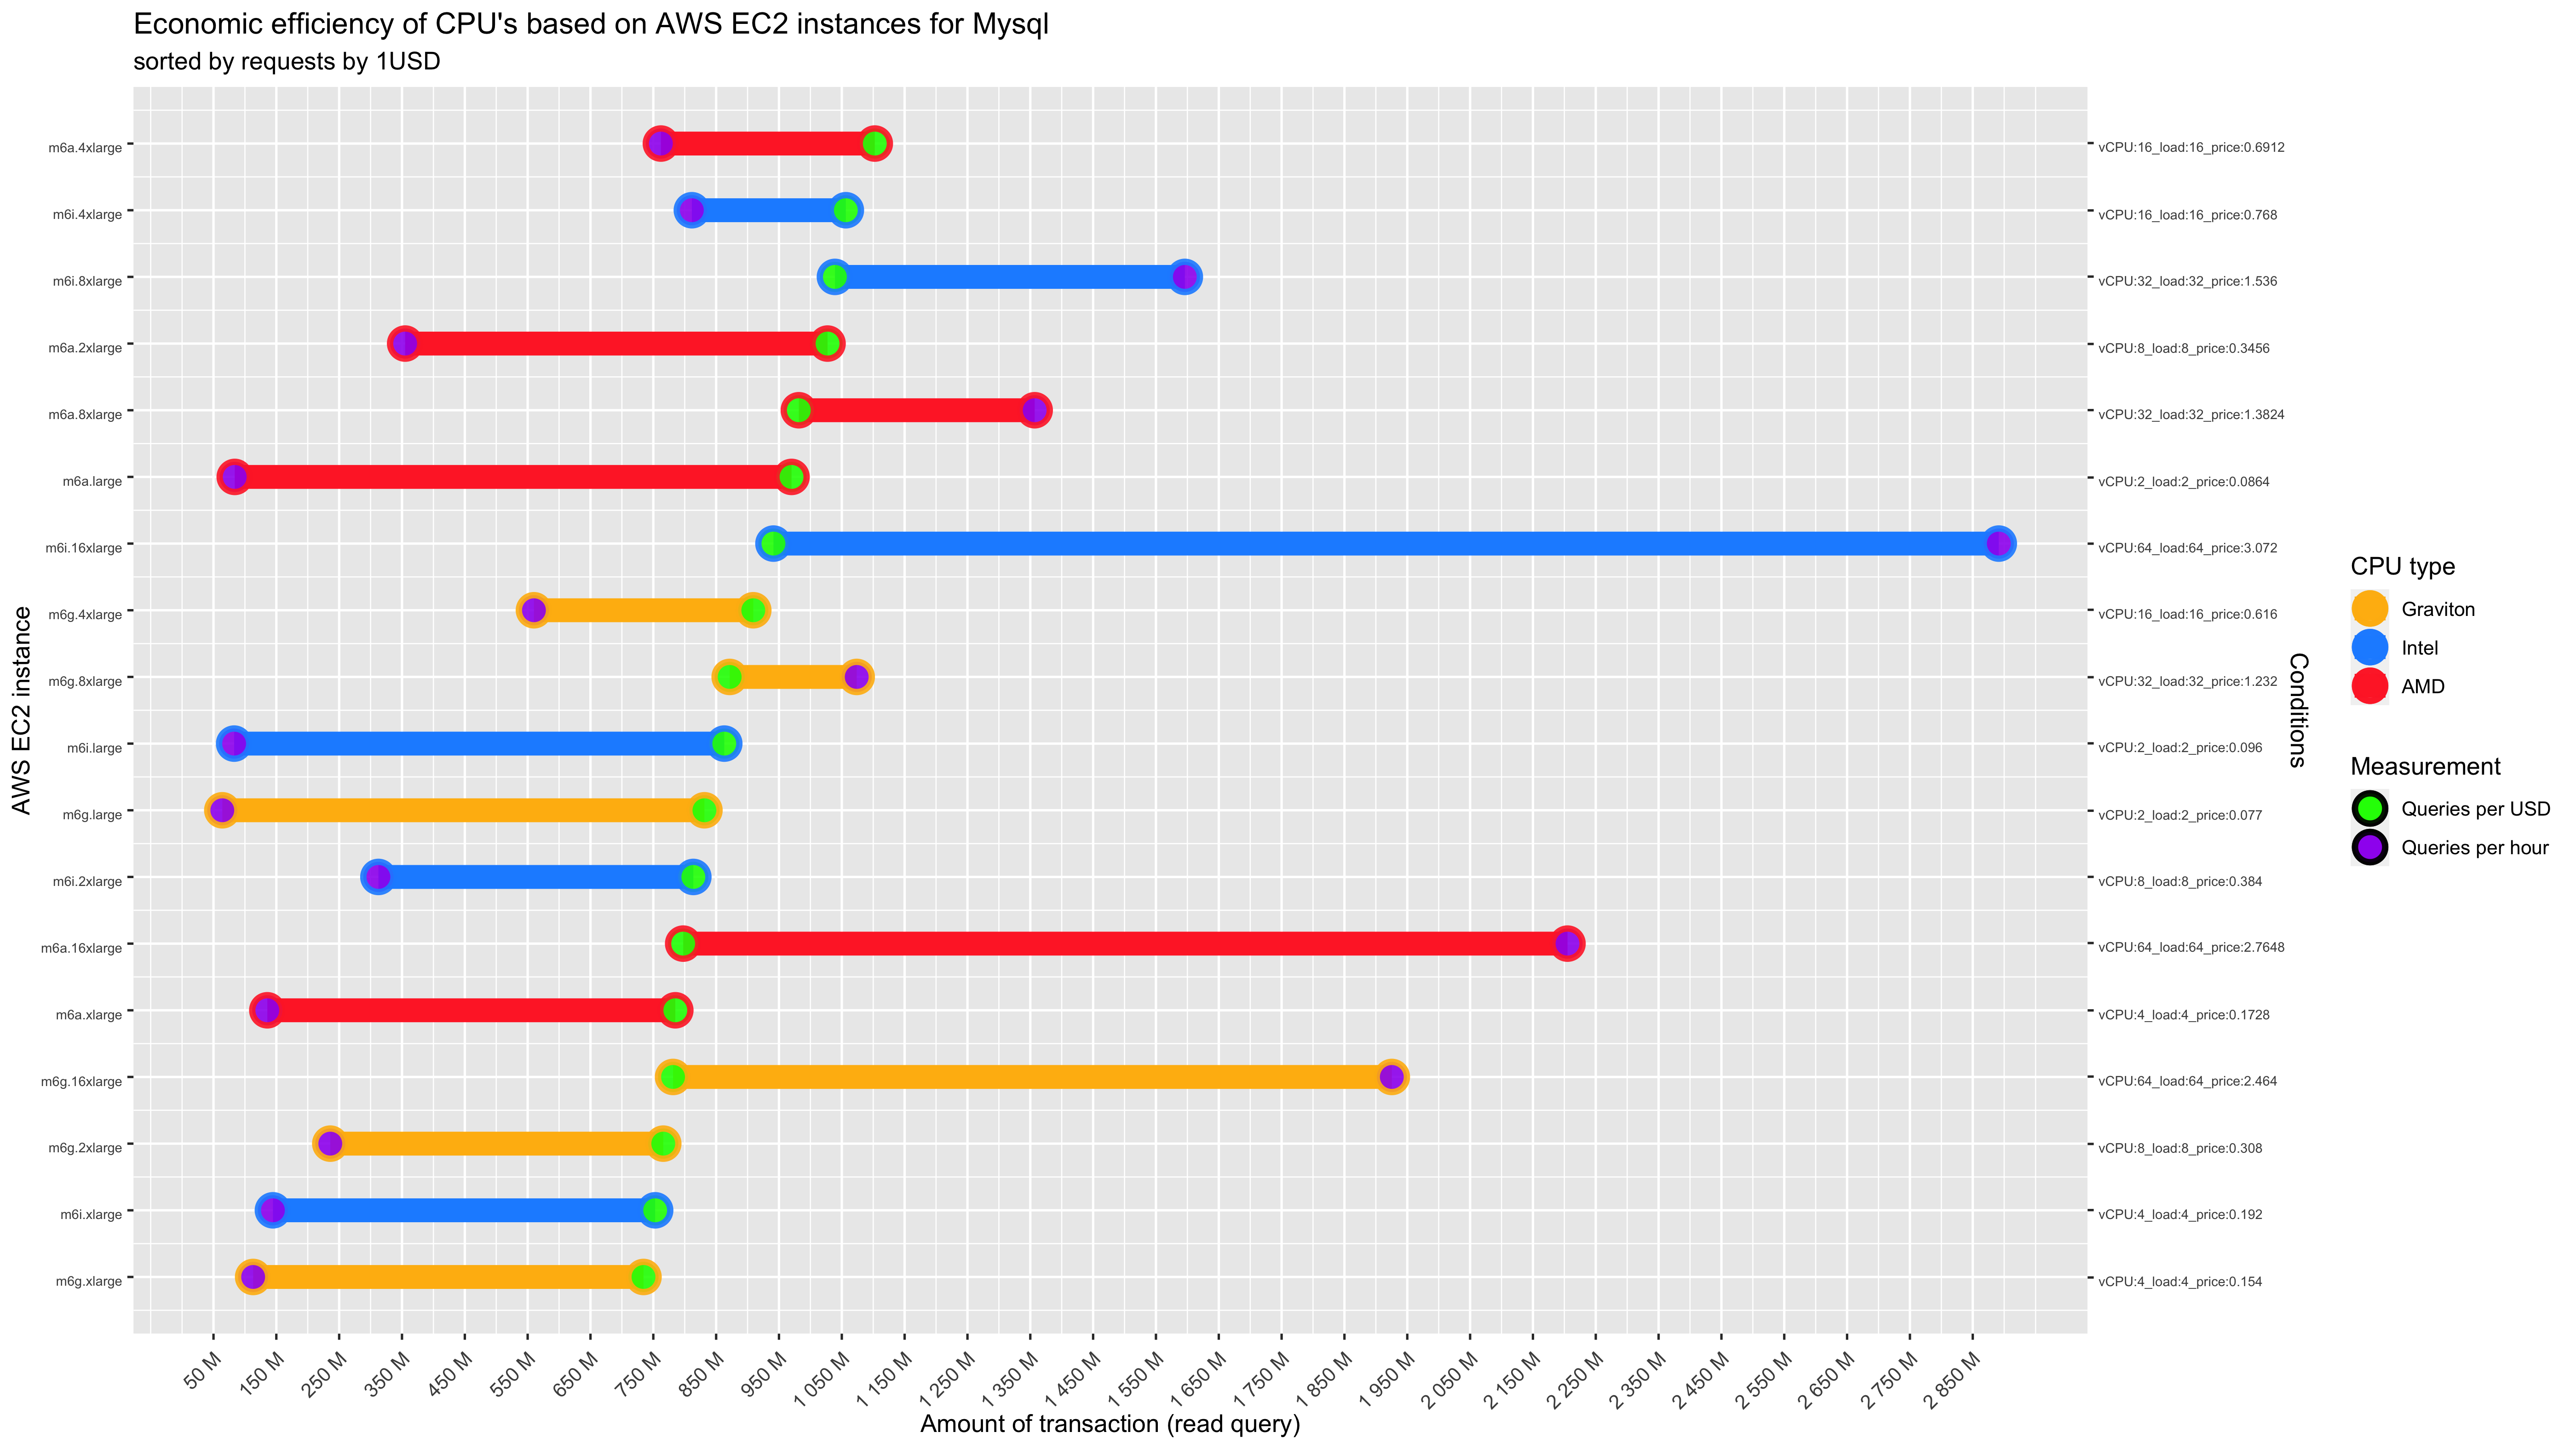 Economic efficiency of CPU's based on AWS EC2 instances for Mysql
sorted by requests by 1USD
AWS EC2 instance
m6a.4xlarge
vCPU:16_load:16_price:0.6912
m6i.4xlarge
vCPU:16_load:16_price:0.768
m6i.8xlarge
vCPU:32_load:32_price:1.536
m6a.2xlarge
vCPU:8_load:8_price:0.3456
m6a.8xlarge
vCPU:32_load:32_price:1.3824
m6a.large
vCPU:2_load:2_price:0.0864
m6i.16xlarge
vCPU:64_load:64_price:3.072
m6g.4xlarge
vCPU:16_load:16_price:0.616
m6g.8xlarge
vCPU:32_load:32_price:1.232
m6i.large
vCPU:2_load:2_price:0.096
m6g.large
vCPU:2_load:2_price:0.077
m6i.2xlarge
vCPU:8_load:8_price:0.384
m6a.16xlarge
vCPU:64_load:64_price:2.7648
m6a.xlarge
vCPU:4_load:4_price:0.1728
m6g.16xlarge
vCPU:64_load:64_price:2.464
m6g.2xlarge
vCPU:8_load:8_price:0.308
m6i.xlarge
vCPU:4_load:4_price:0.192
m6g.xlarge
vCPU:4_load:4_price:0.154
Conditions
50 M
150 M
250 M
350 M
450 M
550 M
650 M
750 M
850 M
950 M
1 050 M
1 150 M
1 250 M
1 350 M
1 450 M
1 550 M
1 650 M
1 750 M
1 850 M
1 950 M
2 050 M
2 150 M
2 250 M
2 350 M
2 450 M
2 550 M
2 650 M
2 750 M
2 850 M
Amount of transaction (read query)
CPU type
Graviton
Intel
AMD
Measurement
Queries per USD
Queries per hour